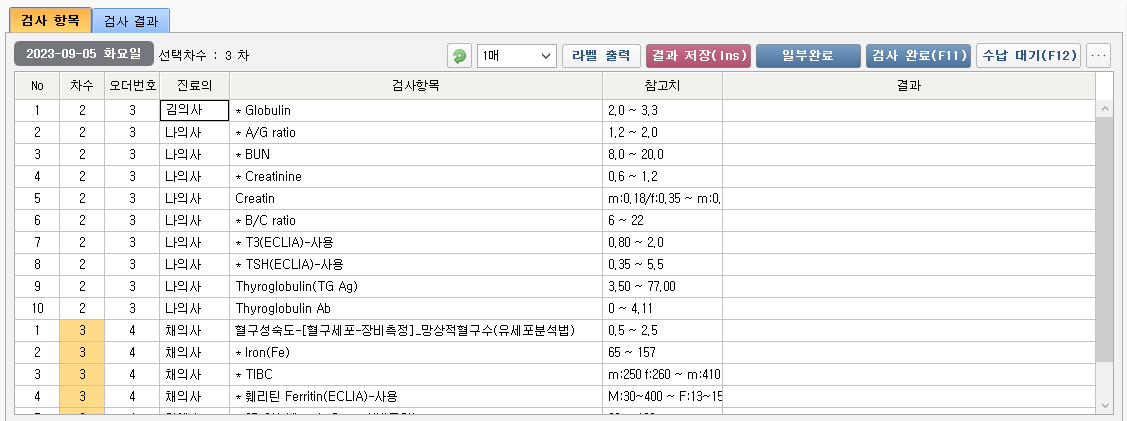 검사 항목 검사 결과
2023-09-05 화요일 선택차수 : 3 차 1매 라벨 출력 결과 저장(Ins) 일부완료 검사 완료(F11) 수납 대기(F12) ...
No 차수 오더번호 진료의 검사항목 참고치 결과
1 2 3 김의사 * Globulin 2.0 ~ 3.3
2 2 3 나의사 * A/G ratio 1.2 ~ 2.0
3 2 3 나의사 * BUN 8.0 ~ 20.0
4 2 3 나의사 * Creatinine 0.6 ~ 1.2
5 2 3 나의사 Creatin m:0.18/f:0.35 ~ m:0.
6 2 3 나의사 * B/C ratio 6 ~ 22
7 2 3 나의사 * T3(ECLIA)-사용 0.80 ~ 2.0
8 2 3 나의사 * TSH(ECLIA)-사용 0.35 ~ 5.5
9 2 3 나의사 Thyroglobulin(TG Ag) 3.50 ~ 77.00
10 2 3 나의사 Thyroglobulin Ab 0 ~ 4.11
1 3 4 채의사 혈구성숙도-[혈구세포-장비측정]_망상적혈구수(유세포분석법) 0.5 ~ 2.5
2 3 4 채의사 * Iron(Fe) 65 ~ 157
3 3 4 채의사 * TIBC m:250 f:260 ~ m:410
4 3 4 채의사 * 훼리틴 Ferritin(ECLIA)-사용 M:30~400 ~ F:13~15